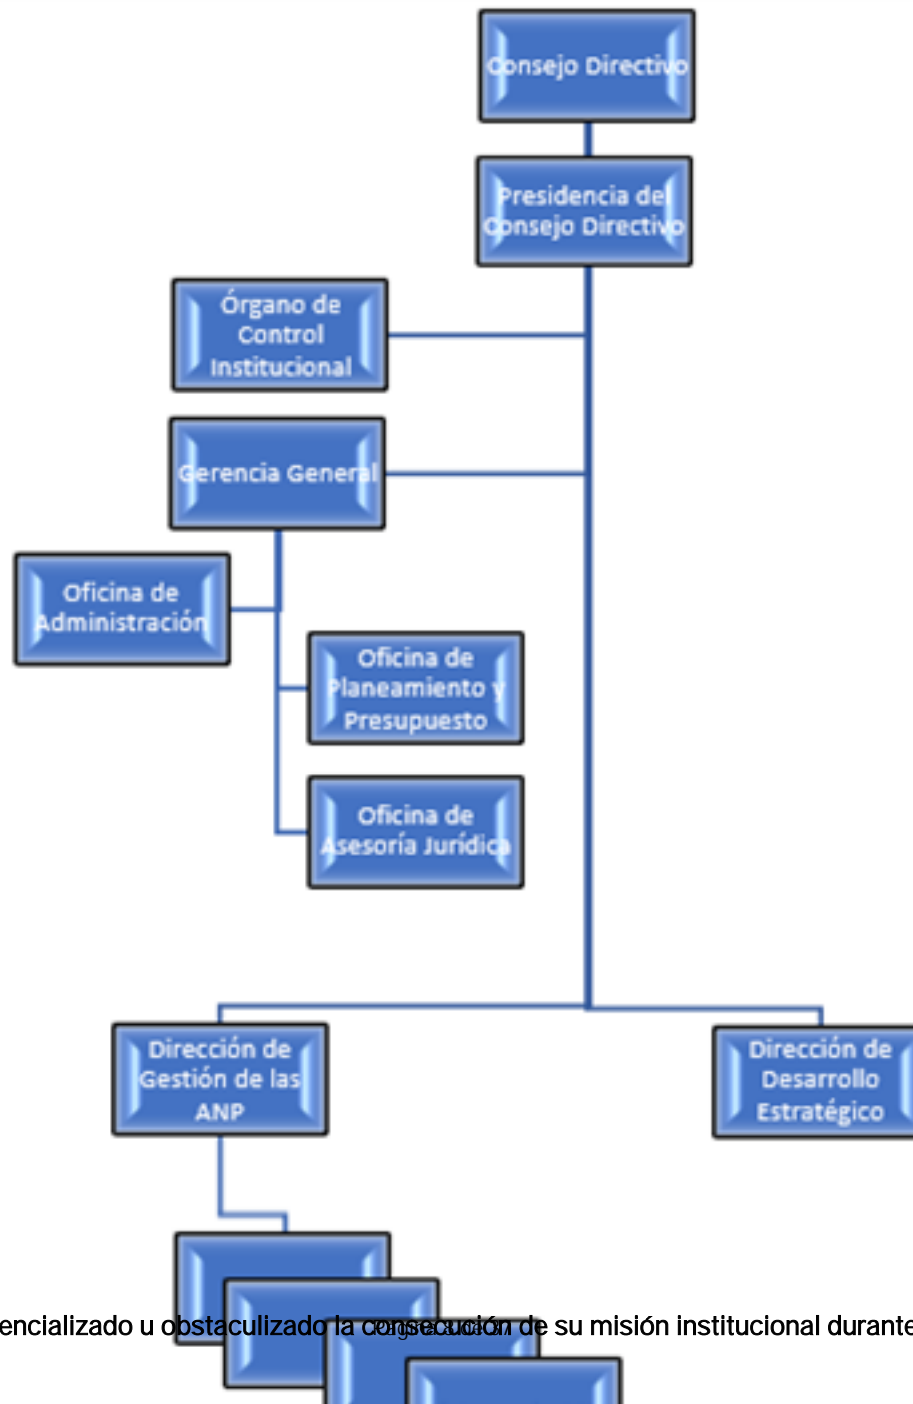 Consejo Directivo
Presidencia del
Consejo Directivo
Órgano de
Control
Institucional
Gerencia General
Oficina de
Administración
Oficina de
Planeamiento y
Presupuesto
Oficina de
Asesoría Jurídica
Dirección de
Gestión de las
ANP
Dirección de
Desarrollo
Estratégico
encializado u obstaculizado la consecución de su misión institucional durante